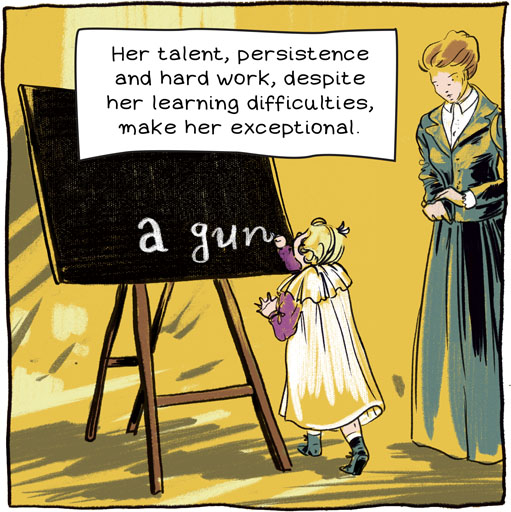 Her talent, persistence
and hard work, despite
her learning difficulties,
make her exceptional.
a gun